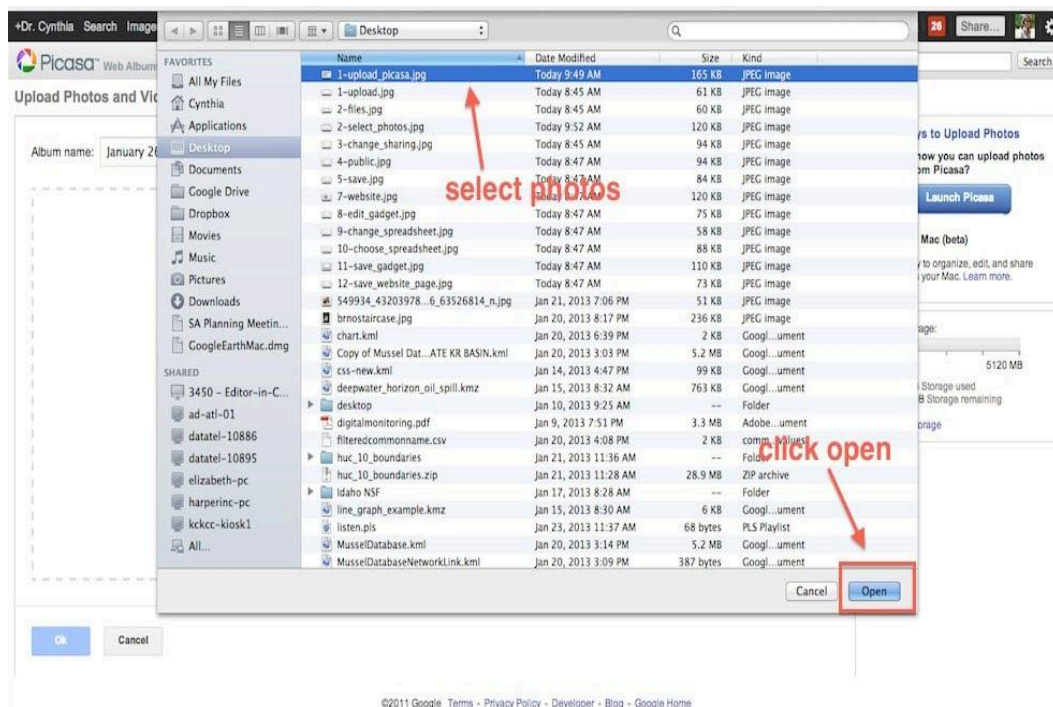 +Dr. Cynthia Search Image
Desktop
26 Share...
Picasa™ Web Album
Search
Upload Photos and Vid
Album name: January 26
FAVORITES
All My Files
Cynthia
Applications
Desktop
Documents
Google Drive
Dropbox
Movies
Music
Pictures
Downloads
SA Planning Meetin...
GoogleEarthMac.dmg
SHARED
3450 - Editor-in-C...
ad-atl-01
datatel-10886
datatel-10895
elizabeth-pc
harperinc-pc
kckcc-kiosk1
All...
Name Date Modified Size Kind
1-upload_picasa.jpg Today 9:49 AM 165 KB JPEG image
1-upload.jpg Today 8:45 AM 61 KB JPEG image
2-files.jpg Today 8:45 AM 60 KB JPEG image
2-select_photos.jpg Today 9:52 AM 120 KB JPEG image
3-change_sharing.jpg Today 8:45 AM 94 KB JPEG image
4-public.jpg Today 8:47 AM 94 KB JPEG image
5-save.jpg Today 8:47 AM 84 KB JPEG image
7-website.jpg AM 120 KB JPEG image
8-edit_gadget.jpg Today 8:47 AM 75 KB JPEG image
9-change_spreadsheet.jpg Today 8:47 AM 58 KB JPEG image
10-choose_spreadsheet.jpg Today 8:47 AM 88 KB JPEG image
11-save_gadget.jpg Today 8:47 AM 110 KB JPEG image
12-save_website_page.jpg Today 8:47 AM 73 KB JPEG image
549934_43203978...6_63526814_n.jpg Jan 21, 2013 7:06 PM 51 KB JPEG image
brnostaircase.jpg Jan 20, 2013 8:17 PM 236 KB JPEG image
chart.kml Jan 20, 2013 6:39 PM 2 KB Googl...ument
Copy of Mussel Dat...ATE KR BASIN.kml Jan 20, 2013 3:03 PM 5.2 MB Googl...ument
css-new.kml Jan 14, 2013 4:47 PM 99 KB Googl...ument
deepwater_horizon_oil_spill.kmz Jan 15, 2013 8:32 AM 763 KB Googl...ument
desktop Jan 10, 2013 9:25 AM -- Folder
digitalmonitoring.pdf Jan 9, 2013 7:51 PM 3.3 MB Adobe...ument
filteredcommonname.csv Jan 20, 2013 4:08 PM 2 KB comm...values
huc_10_boundaries Jan 21, 2013 11:36 AM -- Folder
huc_10_boundaries.zip Jan 21, 2013 11:28 AM 28.9 MB ZIP archive
Idaho NSF Jan 17, 2013 8:28 AM -- Folder
line_graph_example.kmz Jan 15, 2013 8:30 AM 6 KB Googl...ument
listen.pls Jan 23, 2013 11:37 AM 68 bytes PLS Playlist
MusselDatabase.kml Jan 20, 2013 3:14 PM 5.2 MB Googl...ument
MusselDatabaseNetworkLink.kml Jan 20, 2013 3:09 PM 387 bytes Googl...ument
select photos
click open
Cancel Open
ys to Upload Photos
now you can upload photos
om Picasa?
Launch Picasa
Mac (beta)
y to organize, edit, and share
your Mac. Learn more.
rage:
5120 MB
Storage used
B Storage remaining
orage
Ok Cancel
©2011 Google Terms - Privacy Policy - Developer - Blog - Google Home